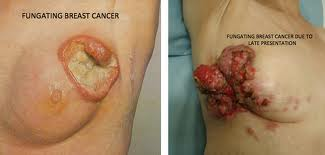 FUNGATING BREAST CANCER
FUNGATING BREAST CANCER DUE TO
LATE PRESENTATION